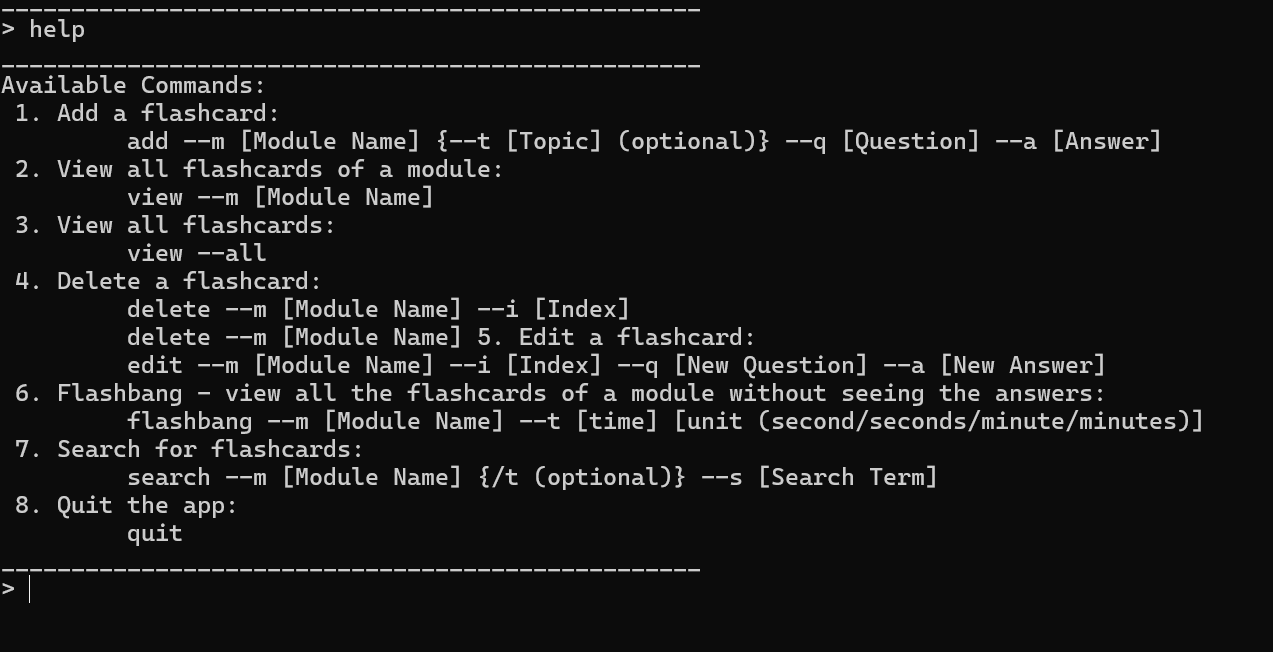 __________________________________________________
> help
__________________________________________________
Available Commands:
 1. Add a flashcard:
         add --m [Module Name] {--t [Topic] (optional)} --q [Question] --a [Answer]
 2. View all flashcards of a module:
         view --m [Module Name]
 3. View all flashcards:
         view --all
 4. Delete a flashcard:
         delete --m [Module Name] --i [Index]
         delete --m [Module Name] 5. Edit a flashcard:
         edit --m [Module Name] --i [Index] --q [New Question] --a [New Answer]
 6. Flashbang - view all the flashcards of a module without seeing the answers:
         flashbang --m [Module Name] --t [time] [unit (second/seconds/minute/minutes)]
 7. Search for flashcards:
         search --m [Module Name] {/t (optional)} --s [Search Term]
 8. Quit the app:
         quit
__________________________________________________
>